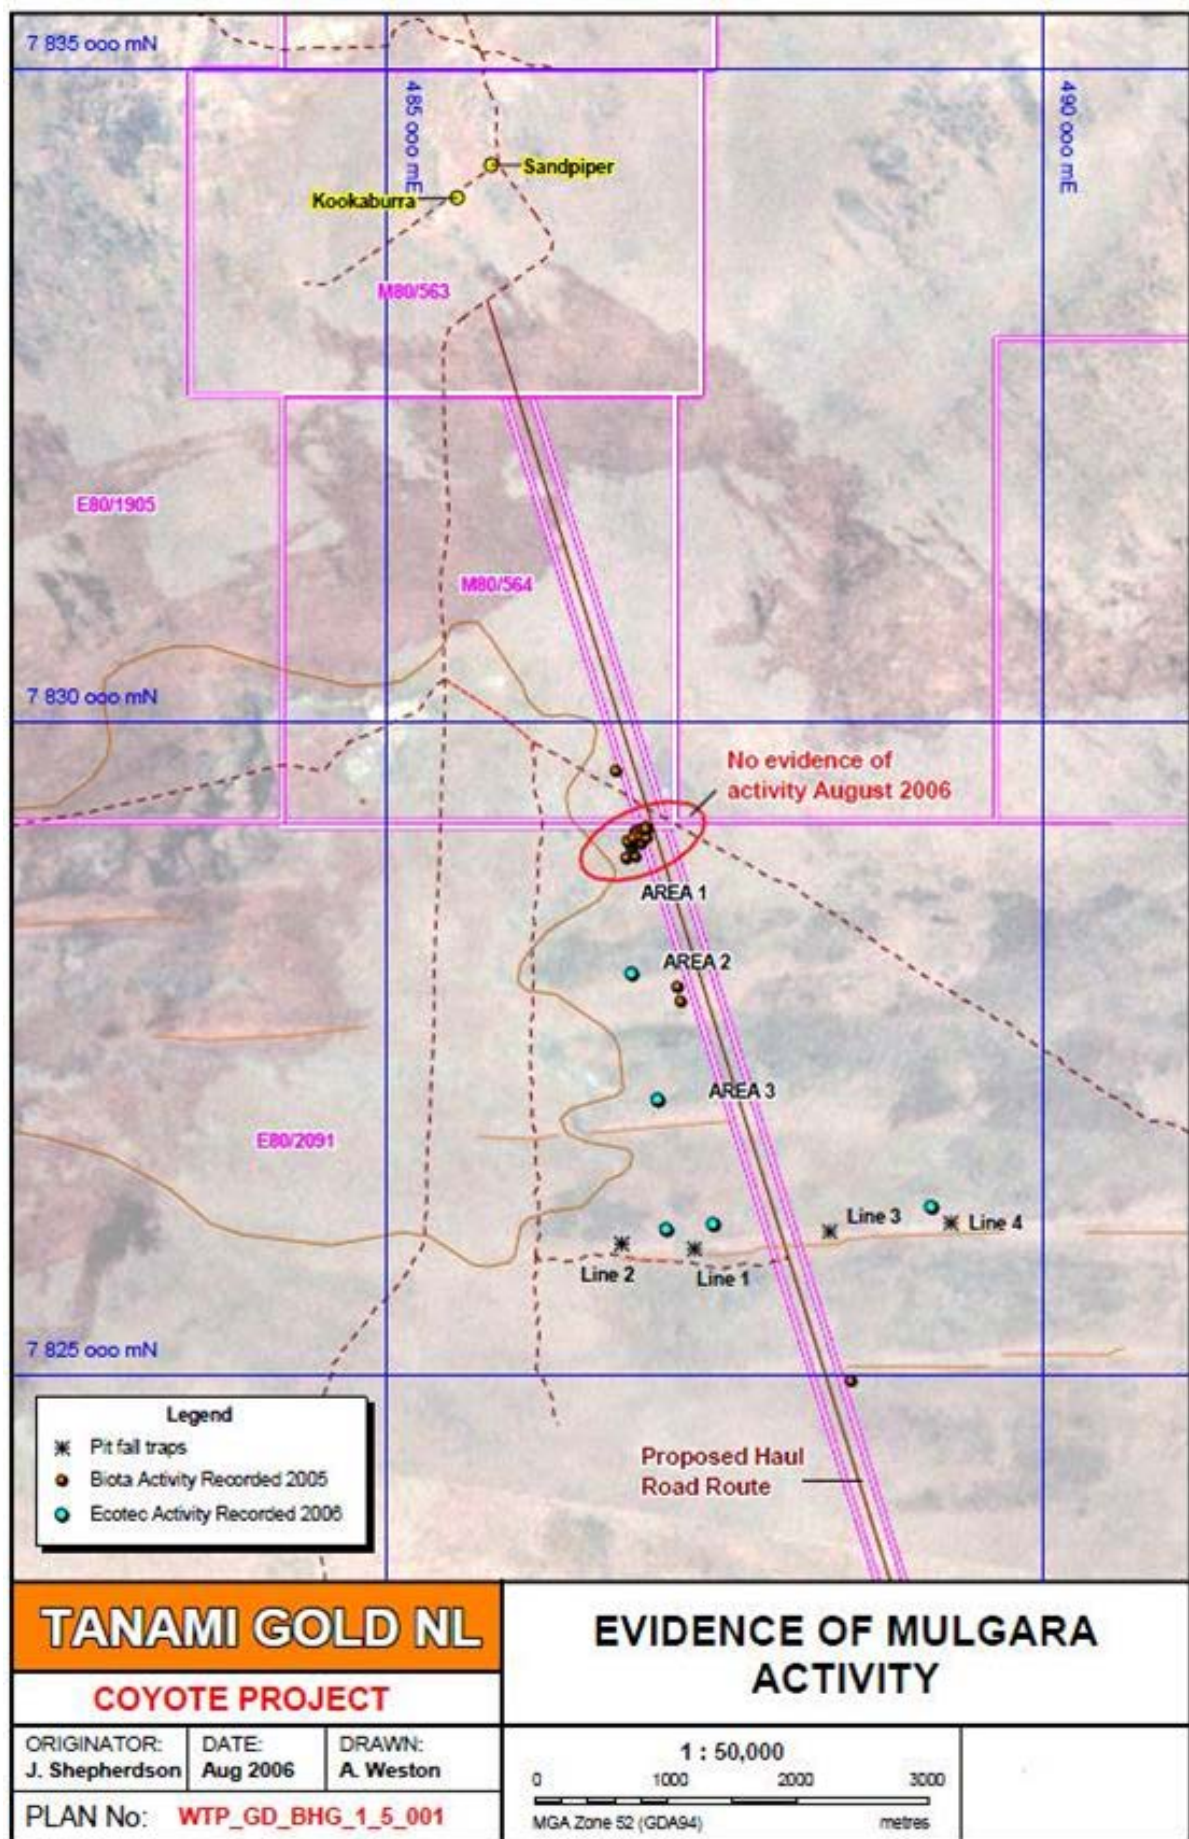 7 835 000 mN
485 000 mE
490 000 mE
Sandpiper
Kookaburra
M80/563
E80/1905
M80/564
7 830 000 mN
No evidence of
activity August 2006
AREA 1
AREA 2
AREA 3
E80/2091
Line 3
Line 4
Line 2
Line 1
7 825 000 mN
Legend
Pit fall traps
Biota Activity Recorded 2005
Ecotec Activity Recorded 2006
Proposed Haul
Road Route
TANAMI GOLD NL
COYOTE PROJECT
EVIDENCE OF MULGARA
ACTIVITY
ORIGINATOR:
J. Shepherdson
DATE:
Aug 2006
DRAWN:
A. Weston
PLAN No: WTP_GD_BHG_1_5_001
1 : 50,000
0 1000 2000 3000
MGA Zone 52 (GDA94) metres